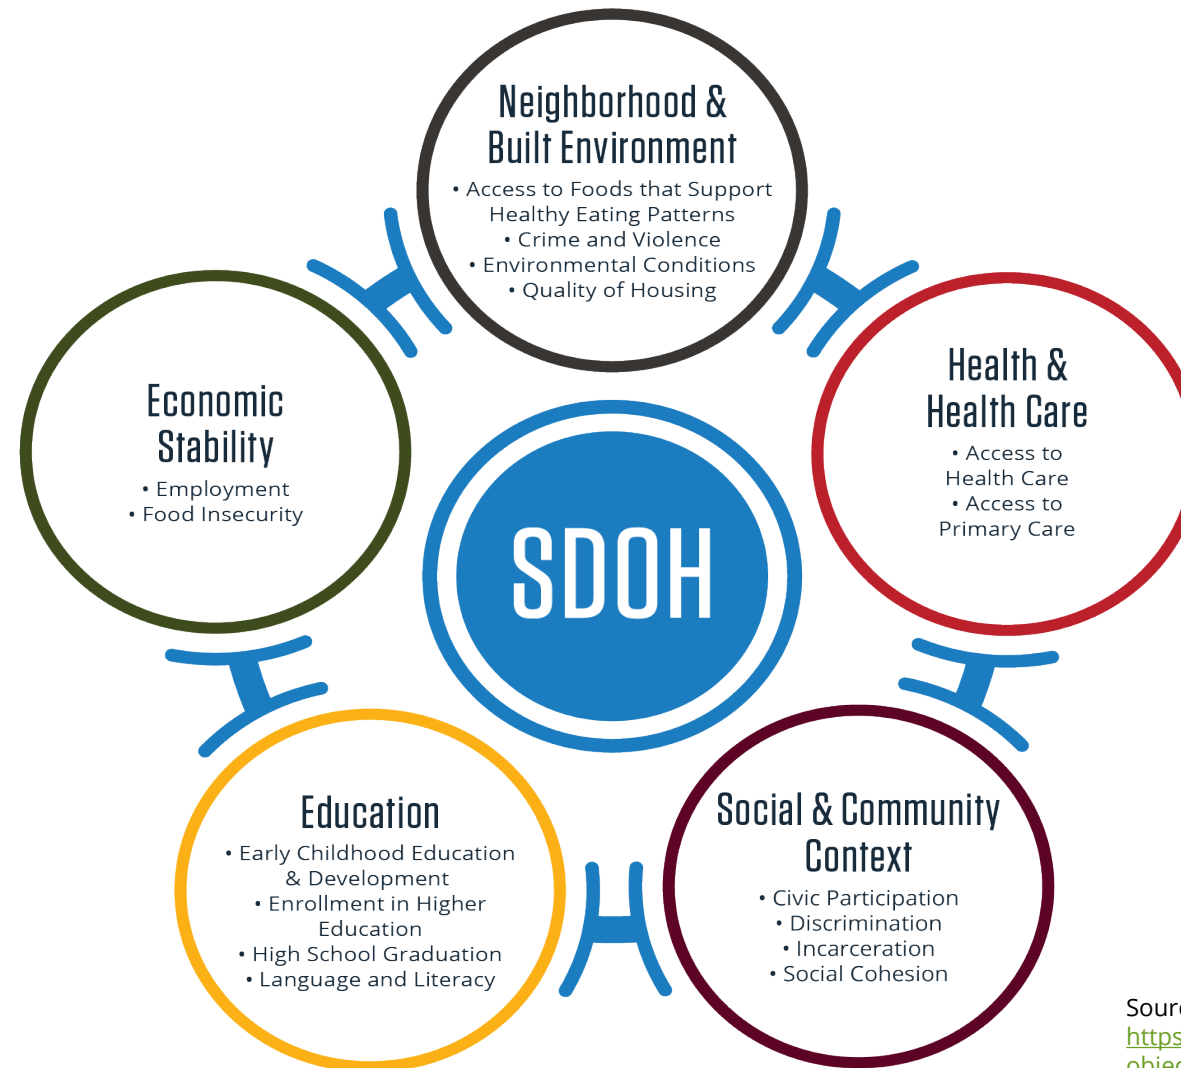 Neighborhood &
Built Environment
• Access to Foods that Support
Healthy Eating Patterns
• Crime and Violence
• Environmental Conditions
• Quality of Housing
Economic
Stability
• Employment
• Food Insecurity
Health &
Health Care
• Access to
Health Care
• Access to
Primary Care
SDOH
Education
• Early Childhood Education
& Development
• Enrollment in Higher
Education
• High School Graduation
• Language and Literacy
Social & Community
Context
• Civic Participation
• Discrimination
• Incarceration
• Social Cohesion